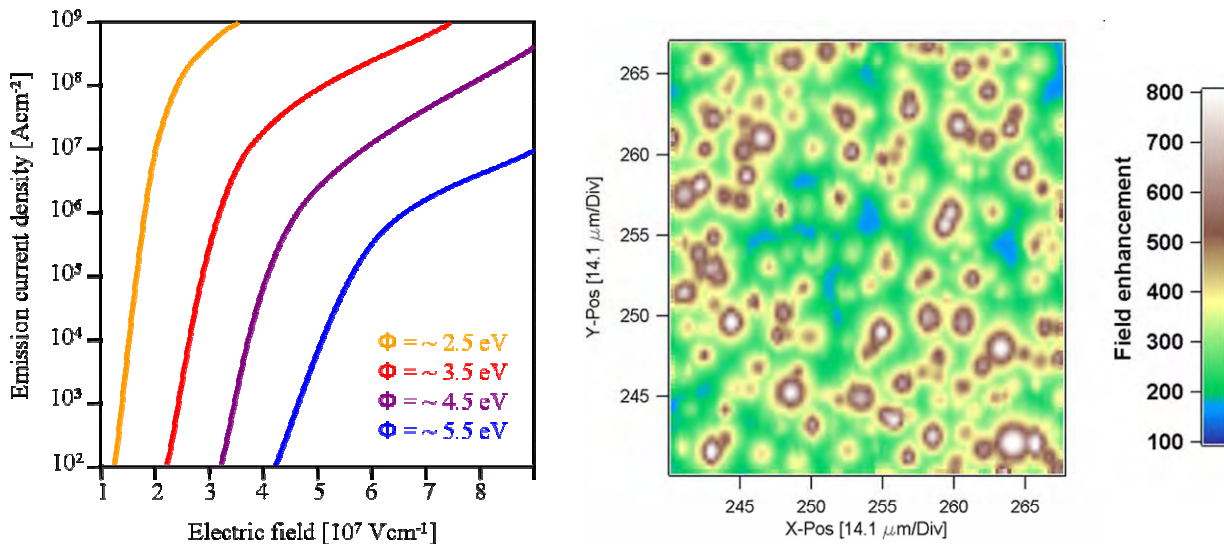 10⁹
10⁸
10⁷
10⁶
10⁵
10⁴
10³
10²
Emission current density [Acm⁻²]
Φ = ~ 2.5 eV
Φ = ~ 3.5 eV
Φ = ~ 4.5 eV
Φ = ~ 5.5 eV
1 2 3 4 5 6 7 8
Electric field [10⁷ Vcm⁻¹]
265
260
255
250
245
Y-Pos [14.1 μm/Div]
245 250 255 260 265
X-Pos [14.1 μm/Div]
800
700
600
500
400
300
200
100
Field enhancement